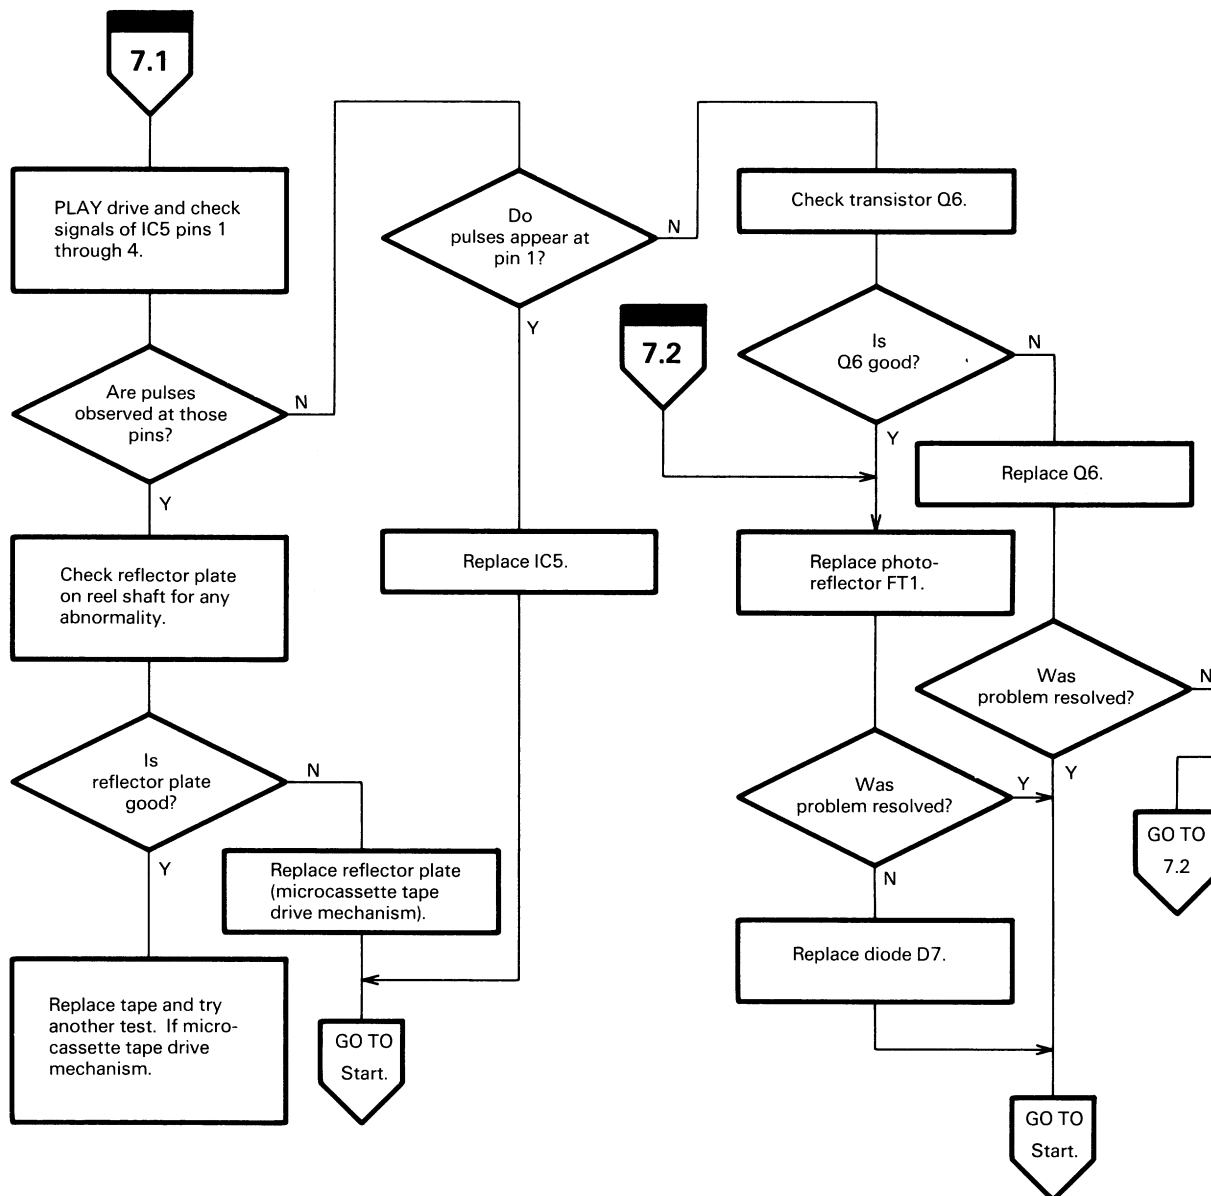 7.1
PLAY drive and check
signals of IC5 pins 1
through 4.
Are pulses
observed at those
pins?
N
Y
Check reflector plate
on reel shaft for any
abnormality.
Is
reflector plate
good?
N
Y
Replace reflector plate
(microcassette tape
drive mechanism).
Replace tape and try
another test. If micro-
cassette tape drive
mechanism.
GO TO
Start.
Do
pulses appear at
pin 1?
N
Y
Replace IC5.
Check transistor Q6.
7.2
Is
Q6 good?
N
Y
Replace Q6.
Replace photo-
reflector FT1.
Was
problem resolved?
N
Y
Was
problem resolved?
Y
N
GO TO
7.2
Replace diode D7.
GO TO
Start.